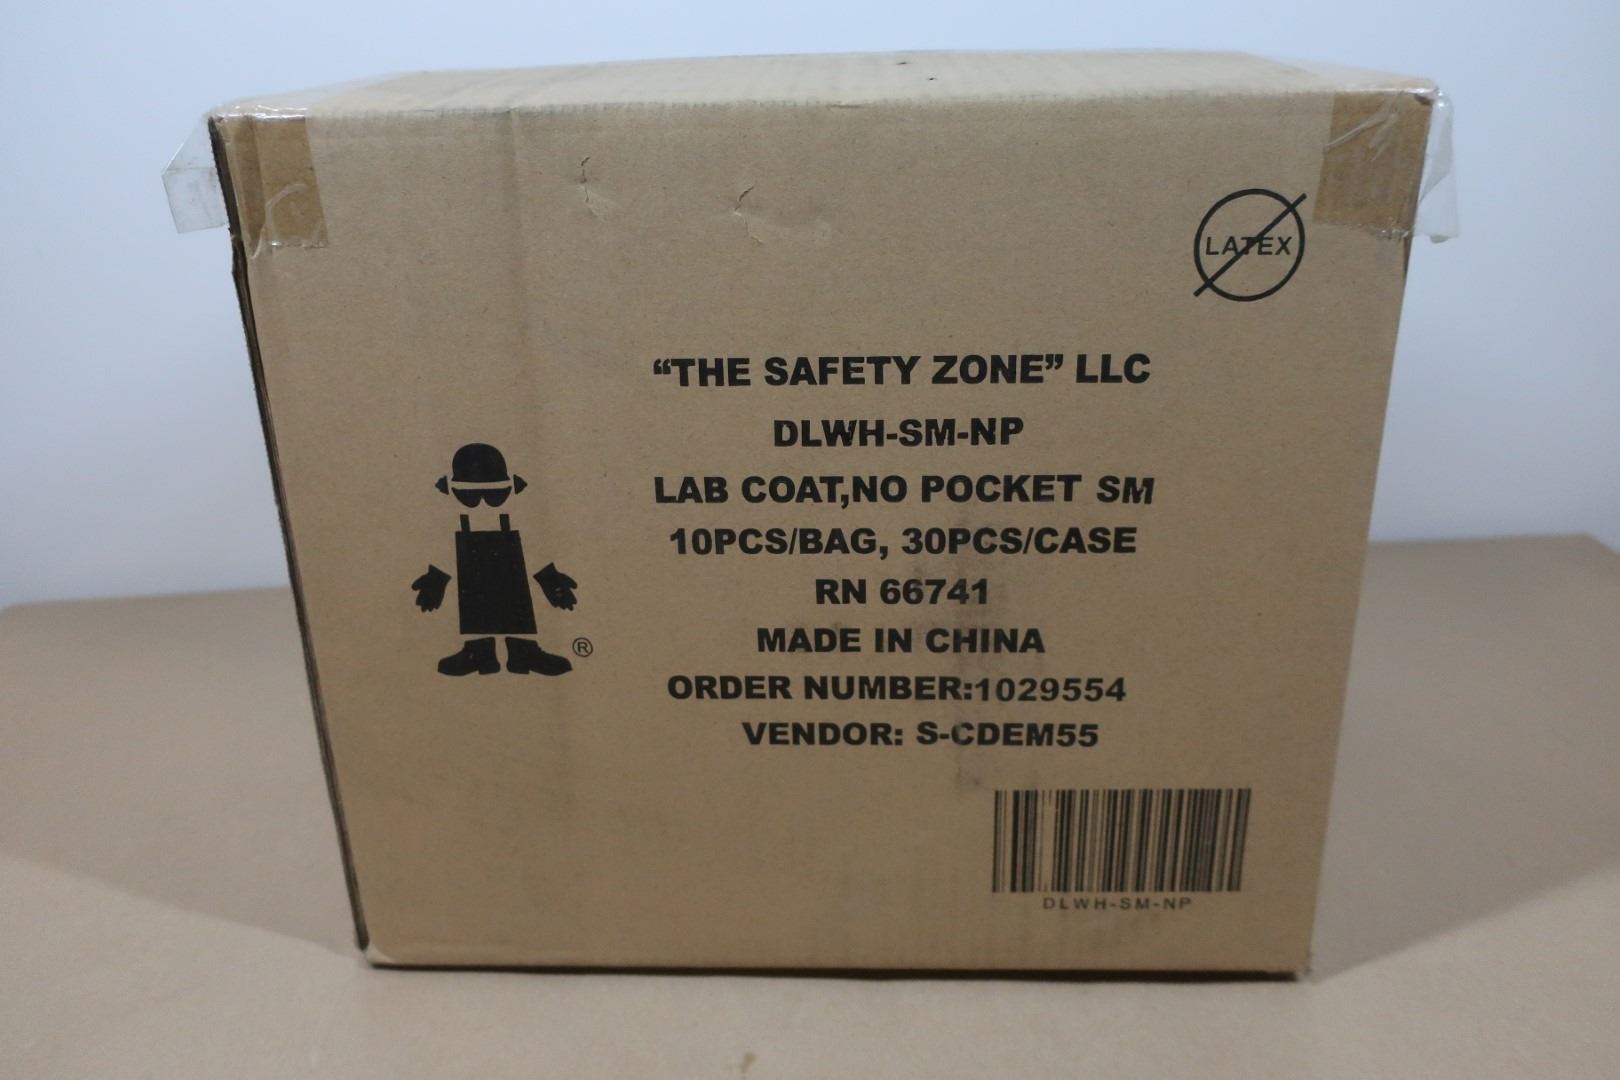 LATEX
“THE SAFETY ZONE” LLC
DLWH-SM-NP
LAB COAT,NO POCKET SM
10PCS/BAG, 30PCS/CASE
RN 66741
MADE IN CHINA
®
ORDER NUMBER:1029554
VENDOR: S-CDEM55
DLWH-SM-NP